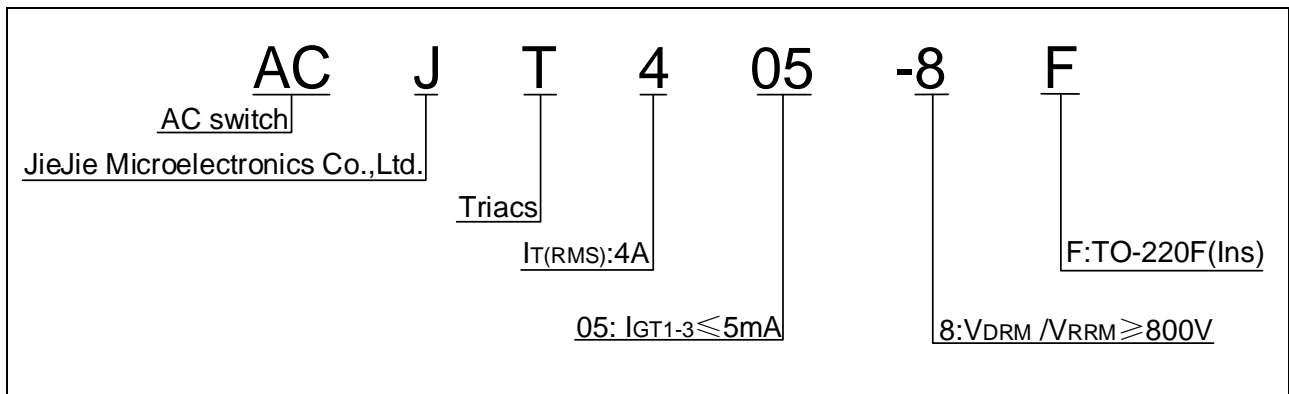 AC J T 4 05 -8 F
AC switch
JieJie Microelectronics Co.,Ltd.
Triacs
IT(RMS):4A
F:TO-220F(Ins)
05: IGT1-3≤5mA
8:VDRM /VRRM≥800V